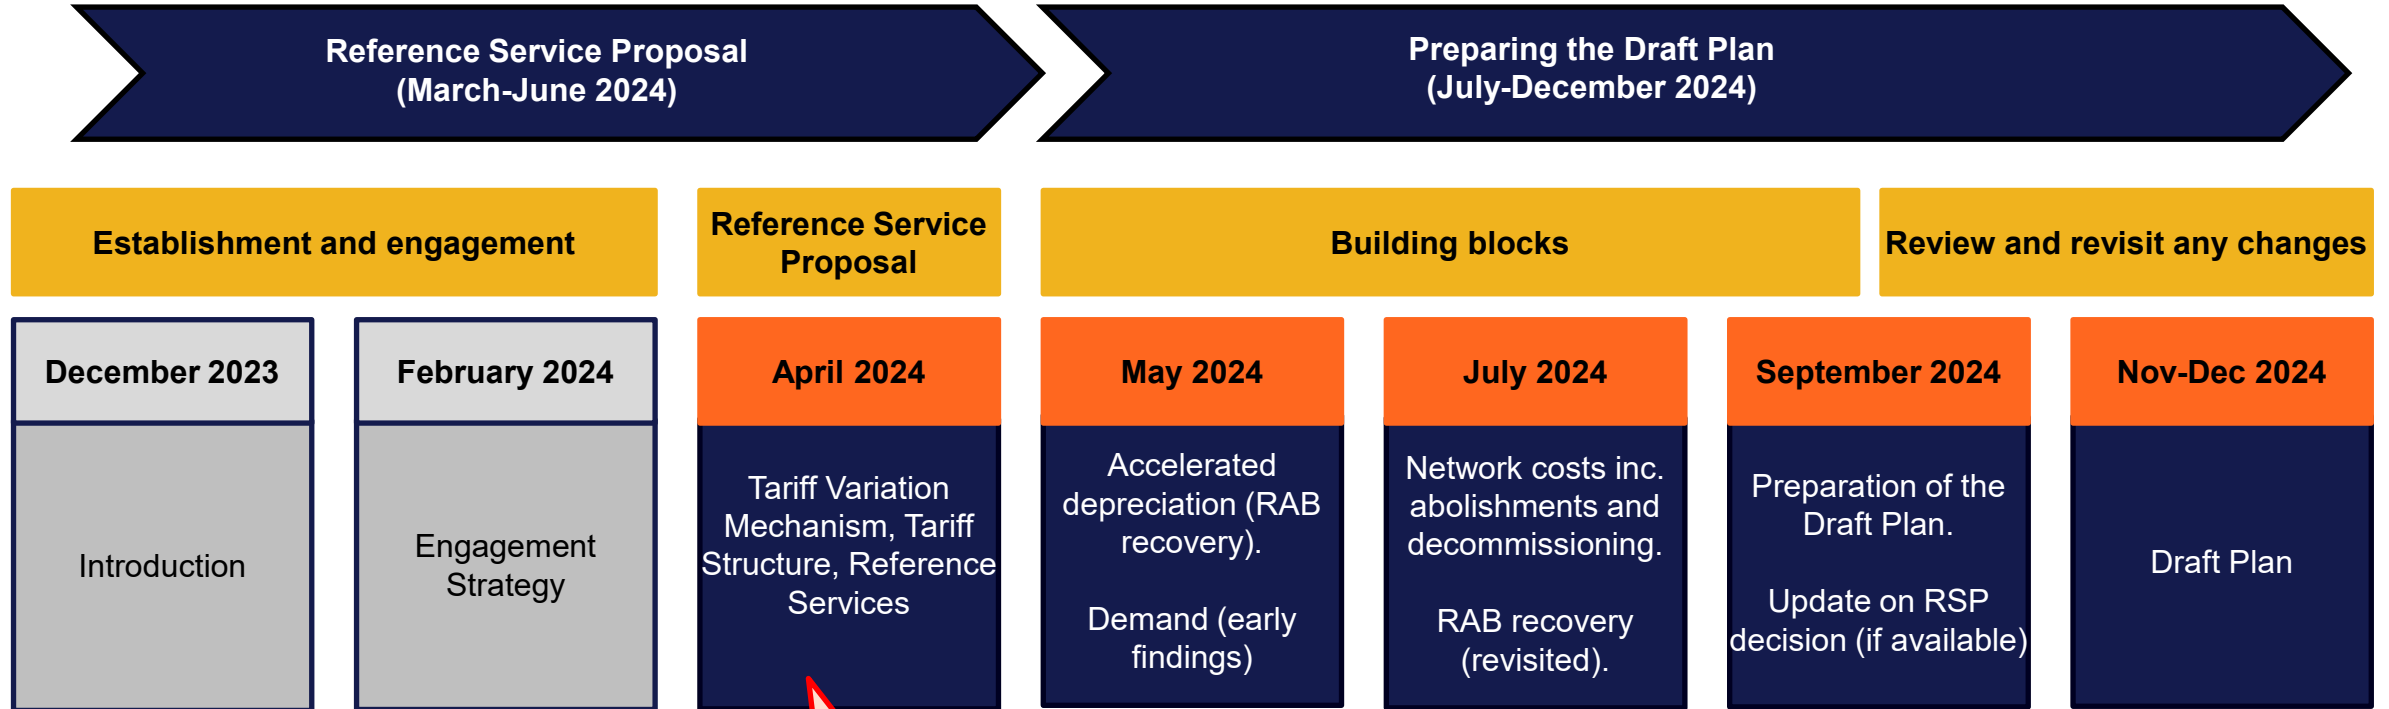 Reference Service Proposal
(March-June 2024)
Preparing the Draft Plan
(July-December 2024)
Establishment and engagement
Reference Service
Proposal
Building blocks
Review and revisit any changes
December 2023
February 2024
April 2024
May 2024
July 2024
September 2024
Nov-Dec 2024
Introduction
Engagement
Strategy
Tariff Variation
Mechanism, Tariff
Structure, Reference
Services
Accelerated
depreciation (RAB
recovery).
Demand (early
findings)
Network costs inc.
abolishments and
decommissioning.
RAB recovery
(revisited).
Preparation of the
Draft Plan.
Update on RSP
decision (if available)
Draft Plan